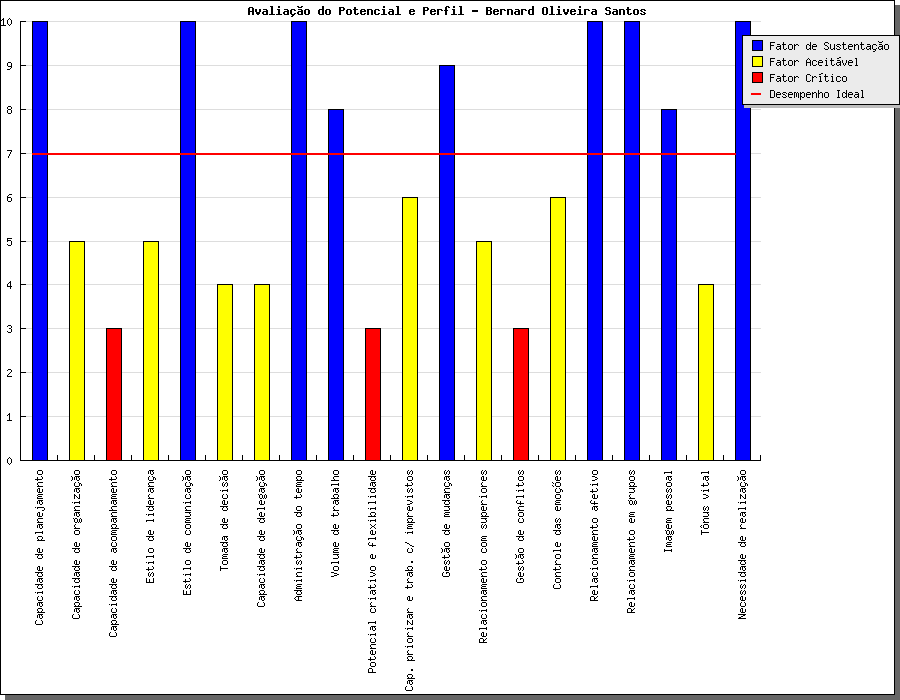 Avaliação do Potencial e Perfil - Bernard Oliveira Santos
Fator de Sustentação
Fator Aceitável
Fator Crítico
Desempenho Ideal
10
9
8
7
6
5
4
3
2
1
0
Capacidade de planejamento
Capacidade de organização
Capacidade de acompanhamento
Estilo de liderança
Estilo de comunicação
Tomada de decisão
Capacidade de delegação
Administração do tempo
Volume de trabalho
Potencial criativo e flexibilidade
Cap. priorizar e trab. c/ imprevistos
Gestão de mudanças
Relacionamento com superiores
Gestão de conflitos
Controle das emoções
Relacionamento afetivo
Relacionamento em grupos
Imagem pessoal
Tônus vital
Necessidade de realização